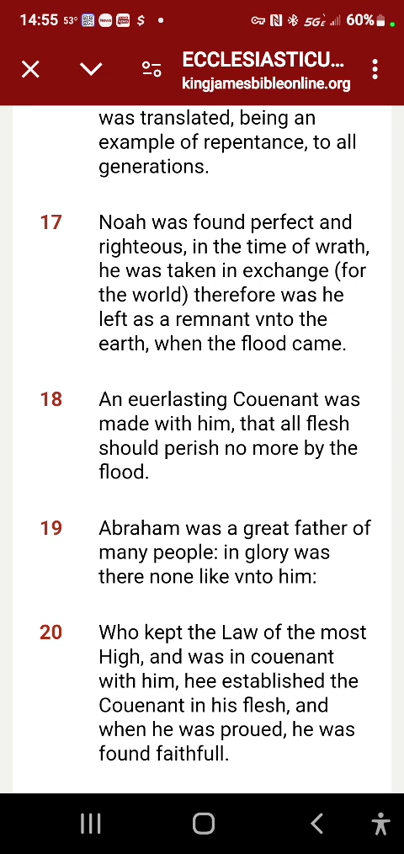 14:55 53° $ • 5G 60%
ECCLESIASTICU...
kingjamesbibleonline.org
was translated, being an
example of repentance, to all
generations.
17 Noah was found perfect and
righteous, in the time of wrath,
he was taken in exchange (for
the world) therefore was he
left as a remnant vnto the
earth, when the flood came.
18 An euerlasting Couenant was
made with him, that all flesh
should perish no more by the
flood.
19 Abraham was a great father of
many people: in glory was
there none like vnto him:
20 Who kept the Law of the most
High, and was in couenant
with him, hee established the
Couenant in his flesh, and
when he was proued, he was
found faithfull.